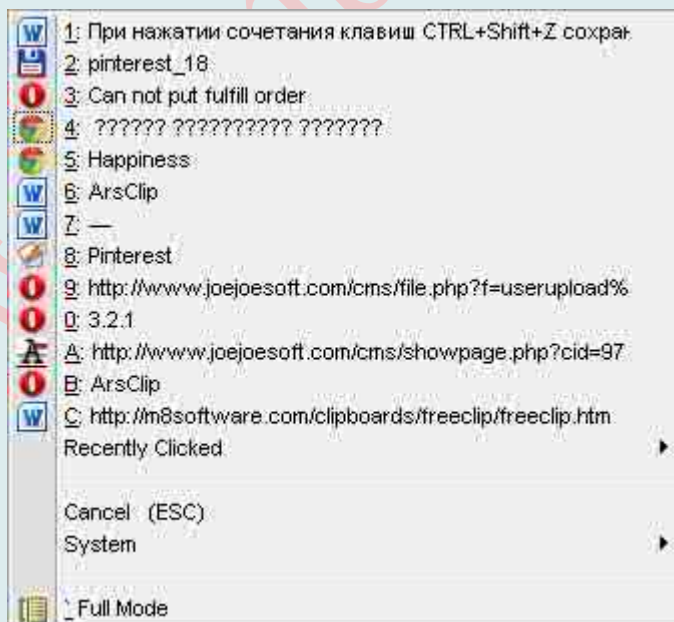 1: При нажатии сочетания клавиш CTRL+Shift+Z сохран
2: pinterest_18
3: Can not put fulfill order
4: ?????? ?????????? ???????
5: Happiness
6: ArsClip
7: —
8: Pinterest
9: http://www.joejoesoft.com/cms/file.php?f=userupload%
0: 3.2.1
A: http://www.joejoesoft.com/cms/showpage.php?cid=97
B: ArsClip
C: http://m8software.com/clipboards/freeclip/freeclip.htm
Recently Clicked
Cancel (ESC)
System
` Full Mode